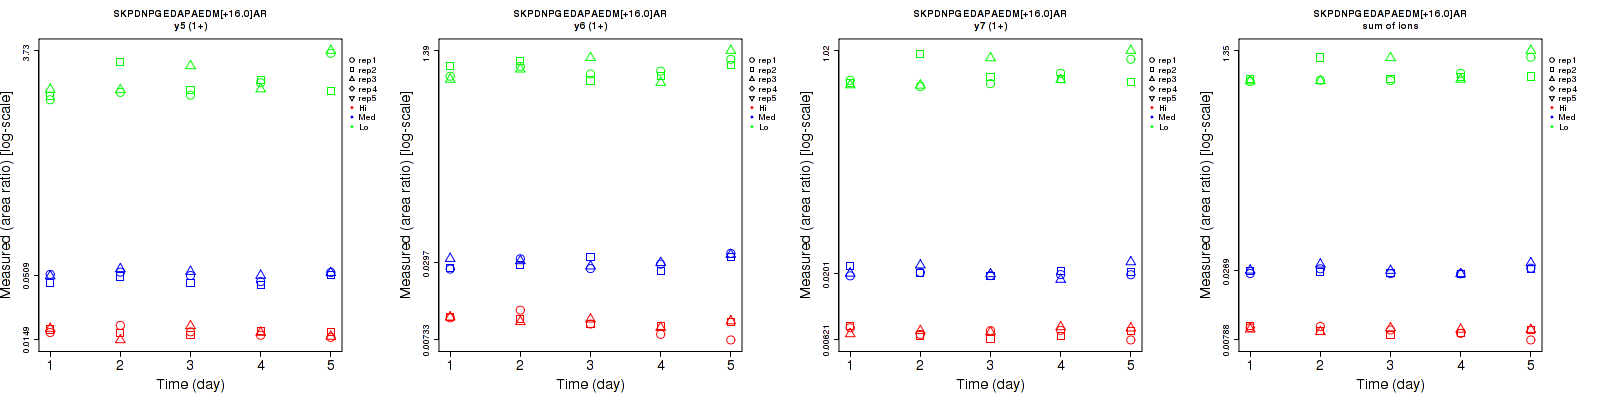 SKPDNPGEDAPAEDM[+16.0]AR
y5 (1+)
Measured (area ratio) [log-scale]
3.73
0.0509
0.0149
1
2
3
4
5
Time (day)
rep1
rep2
rep3
rep4
rep5
Hi
Med
Lo
SKPDNPGEDAPAEDM[+16.0]AR
y6 (1+)
Measured (area ratio) [log-scale]
1.39
0.0297
0.00733
1
2
3
4
5
Time (day)
rep1
rep2
rep3
rep4
rep5
Hi
Med
Lo
SKPDNPGEDAPAEDM[+16.0]AR
y7 (1+)
Measured (area ratio) [log-scale]
1.02
0.0201
0.00621
1
2
3
4
5
Time (day)
rep1
rep2
rep3
rep4
rep5
Hi
Med
Lo
SKPDNPGEDAPAEDM[+16.0]AR
sum of ions
Measured (area ratio) [log-scale]
1.35
0.0269
0.00788
1
2
3
4
5
Time (day)
rep1
rep2
rep3
rep4
rep5
Hi
Med
Lo